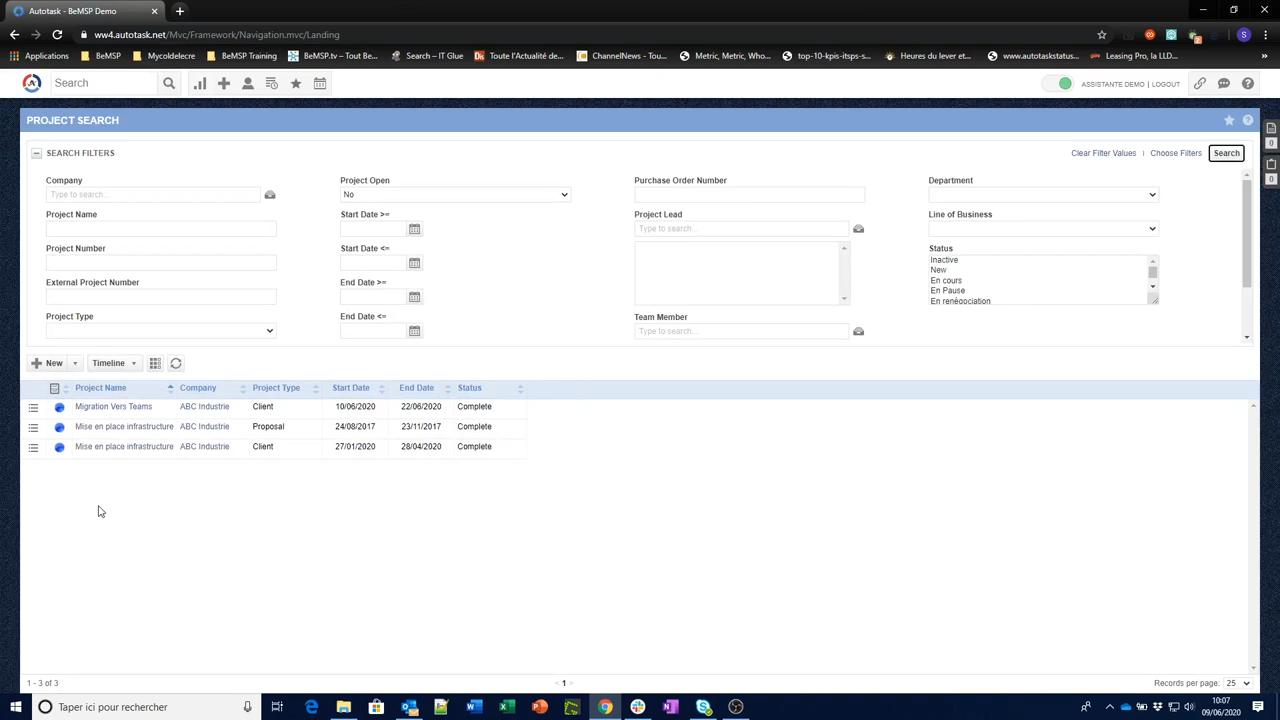 Autotask - BeMSP Demo
ww4.autotask.net/Mvc/Framework/Navigation.mvc/Landing
Applications BeMSP Mycoldelecre BeMSP Training BeMSP.tv – Tout Be... Search – IT Glue Toute l'Actualité de... ChannelNews - Tou... Metric, Metric, Who... top-10-kpis-itsps-s... Heures du lever et... www.autotaskstatus... Leasing Pro, la LLD... »
Search ASSISTANTE DEMO | LOGOUT
PROJECT SEARCH
SEARCH FILTERS Clear Filter Values | Choose Filters Search
0
0
Company Project Open Purchase Order Number Department
Type to search... No
Project Name Start Date >= Project Lead Line of Business
Type to search...
Project Number Start Date <= Status
Inactive
New
En cours
En Pause
En renégociation
External Project Number End Date >=
Project Type End Date <= Team Member
Type to search...
New Timeline
Project Name Company Project Type Start Date End Date Status
Migration Vers Teams ABC Industrie Client 10/06/2020 22/06/2020 Complete
Mise en place infrastructure ABC Industrie Proposal 24/08/2017 23/11/2017 Complete
Mise en place infrastructure ABC Industrie Client 27/01/2020 28/04/2020 Complete
1 - 3 of 3 < 1 > Records per page: 25
Taper ici pour rechercher 10:07
09/06/2020